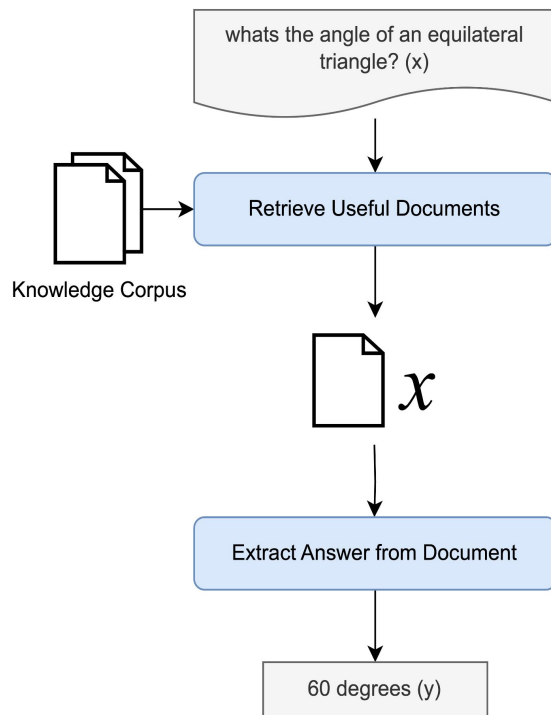 whats the angle of an equilateral
triangle? (x)
Retrieve Useful Documents
Knowledge Corpus
x
Extract Answer from Document
60 degrees (y)